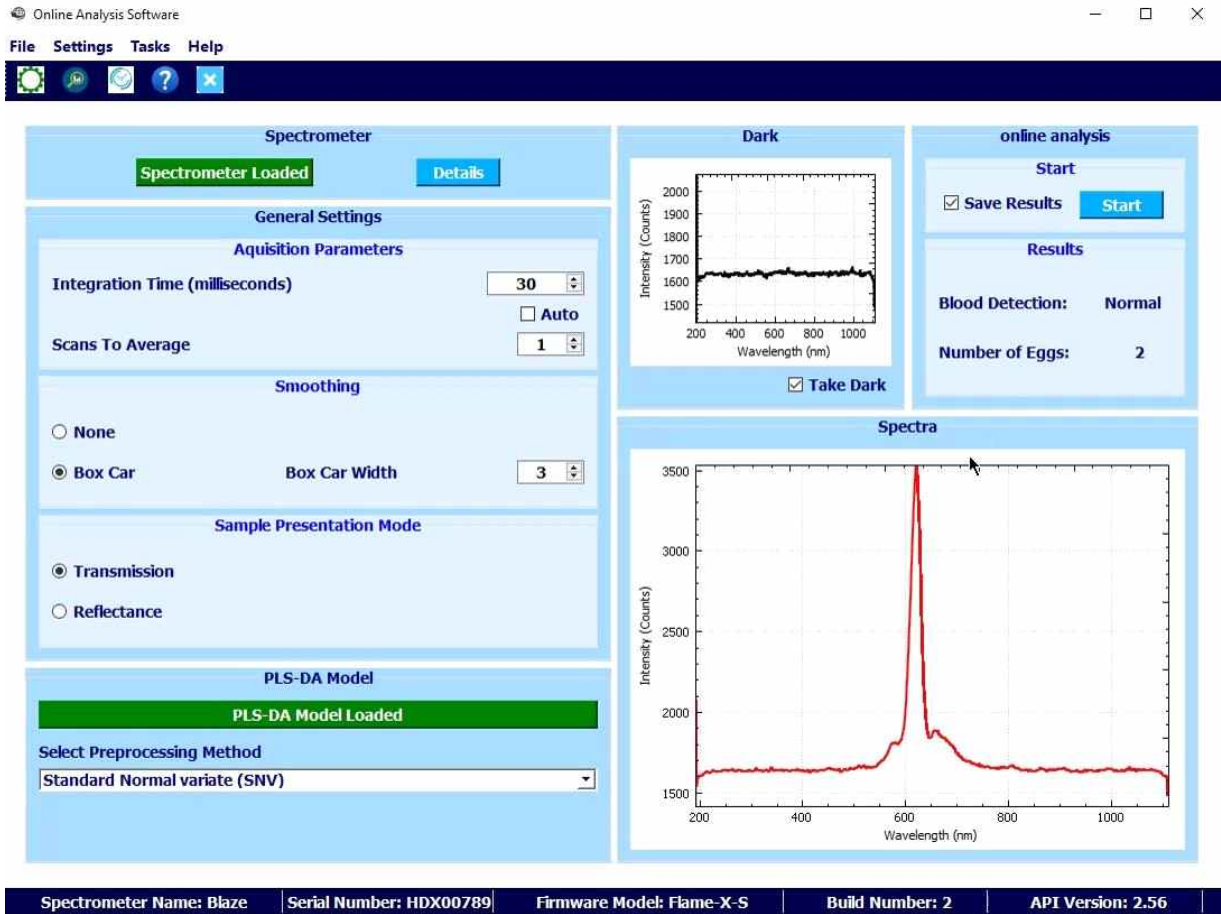 Online Analysis Software
File Settings Tasks Help
Spectrometer
Spectrometer Loaded Details
General Settings
Aquisition Parameters
Integration Time (milliseconds) 30
Auto
Scans To Average 1
Smoothing
None
Box Car Box Car Width 3
Sample Presentation Mode
Transmission
Reflectance
PLS-DA Model
PLS-DA Model Loaded
Select Preprocessing Method
Standard Normal variate (SNV)
Dark
Intensity (Counts)
2000
1900
1800
1700
1600
1500
200 400 600 800 1000
Wavelength (nm)
Take Dark
online analysis
Start
Save Results Start
Results
Blood Detection: Normal
Number of Eggs: 2
Spectra
Intensity (Counts)
3500
3000
2500
2000
1500
200 400 600 800 1000
Wavelength (nm)
Spectrometer Name: Blaze Serial Number: HDX00789 Firmware Model: Flame-X-S Build Number: 2 API Version: 2.56